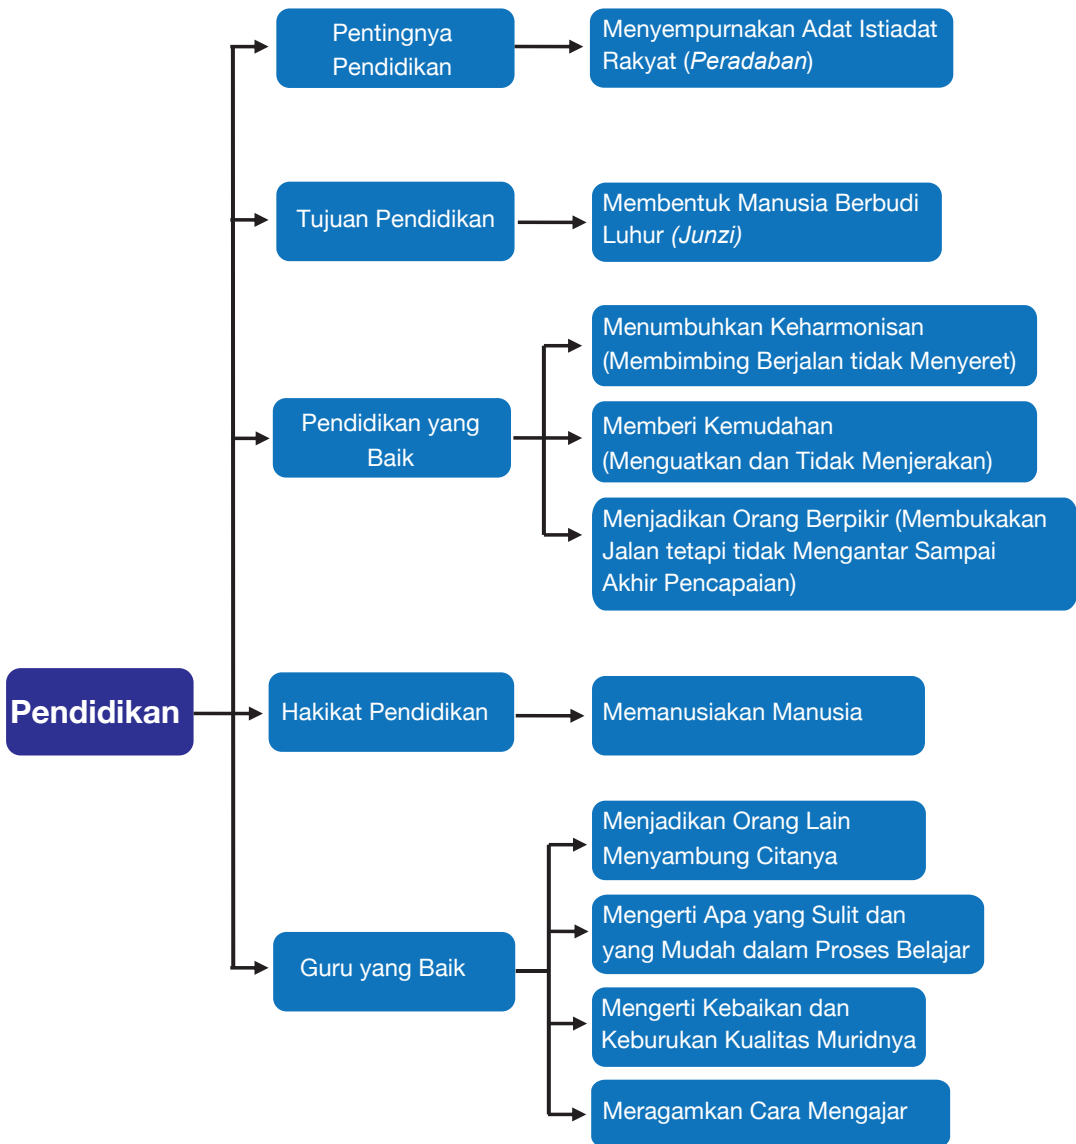 Pentingnya
Pendidikan
Menyempurnakan Adat Istiadat
Rakyat (Peradaban)
Tujuan Pendidikan
Membentuk Manusia Berbudi
Luhur (Junzi)
Pendidikan yang
Baik
Menumbuhkan Keharmonisan
(Membimbing Berjalan tidak Menyeret)
Memberi Kemudahan
(Menguatkan dan Tidak Menjerakan)
Menjadikan Orang Berpikir (Membukakan
Jalan tetapi tidak Mengantar Sampai
Akhir Pencapaian)
Pendidikan
Hakikat Pendidikan
Memanusiakan Manusia
Guru yang Baik
Menjadikan Orang Lain
Menyambung Citanya
Mengerti Apa yang Sulit dan
yang Mudah dalam Proses Belajar
Mengerti Kebaikan dan
Keburukan Kualitas Muridnya
Meragamkan Cara Mengajar